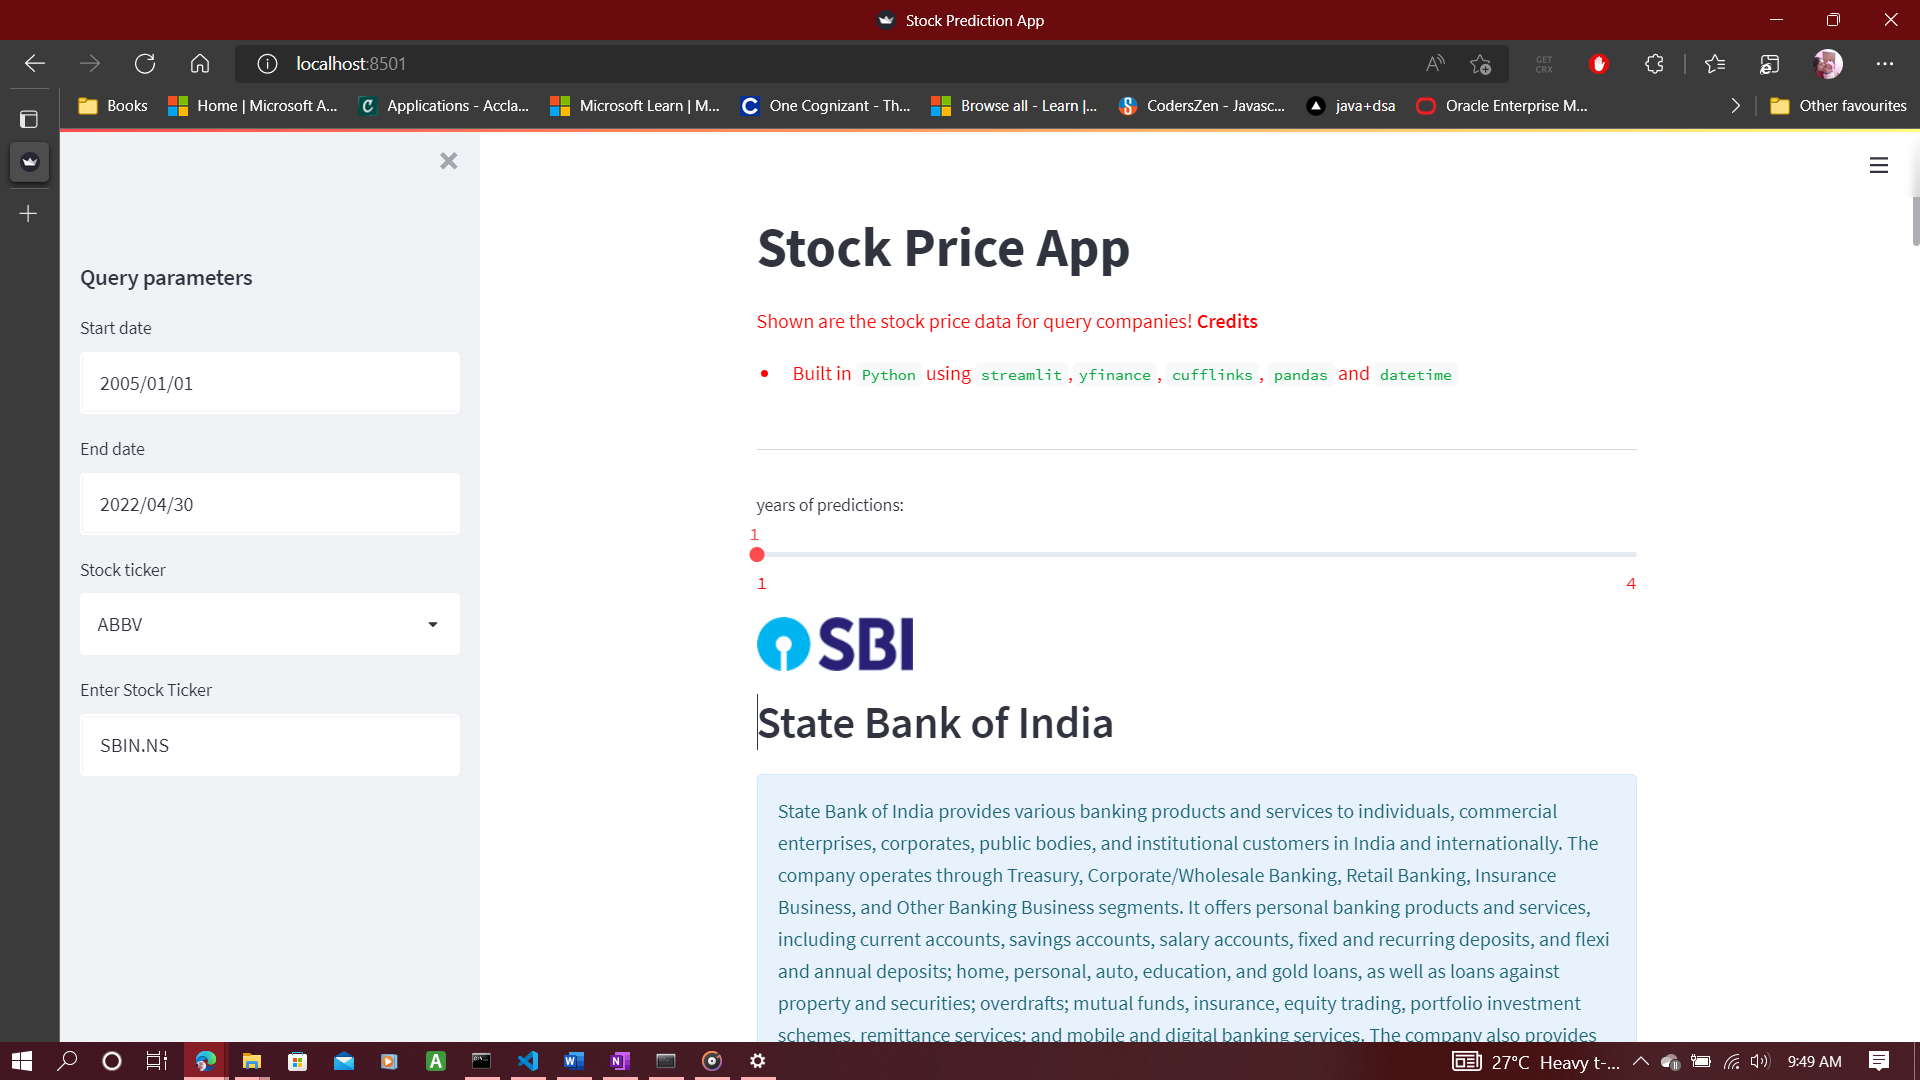 Stock Prediction App
localhost:8501
GET
CRX
Books
Home | Microsoft A...
Applications - Accla...
Microsoft Learn | M...
One Cognizant - Th...
Browse all - Learn |...
CodersZen - Javasc...
java+dsa
Oracle Enterprise M...
Other favourites
Query parameters
Start date
2005/01/01
End date
2022/04/30
Stock ticker
ABBV
Enter Stock Ticker
SBIN.NS
Stock Price App
Shown are the stock price data for query companies! Credits
Built in Python using streamlit, yfinance, cufflinks, pandas and datetime
years of predictions:
1
1
4
SBI
State Bank of India
State Bank of India provides various banking products and services to individuals, commercial
enterprises, corporates, public bodies, and institutional customers in India and internationally. The
company operates through Treasury, Corporate/Wholesale Banking, Retail Banking, Insurance
Business, and Other Banking Business segments. It offers personal banking products and services,
including current accounts, savings accounts, salary accounts, fixed and recurring deposits, and flexi
and annual deposits; home, personal, auto, education, and gold loans, as well as loans against
property and securities; overdrafts; mutual funds, insurance, equity trading, portfolio investment
schemes, remittance services; and mobile and digital banking services. The company also provides
27°C Heavy t-...
9:49 AM